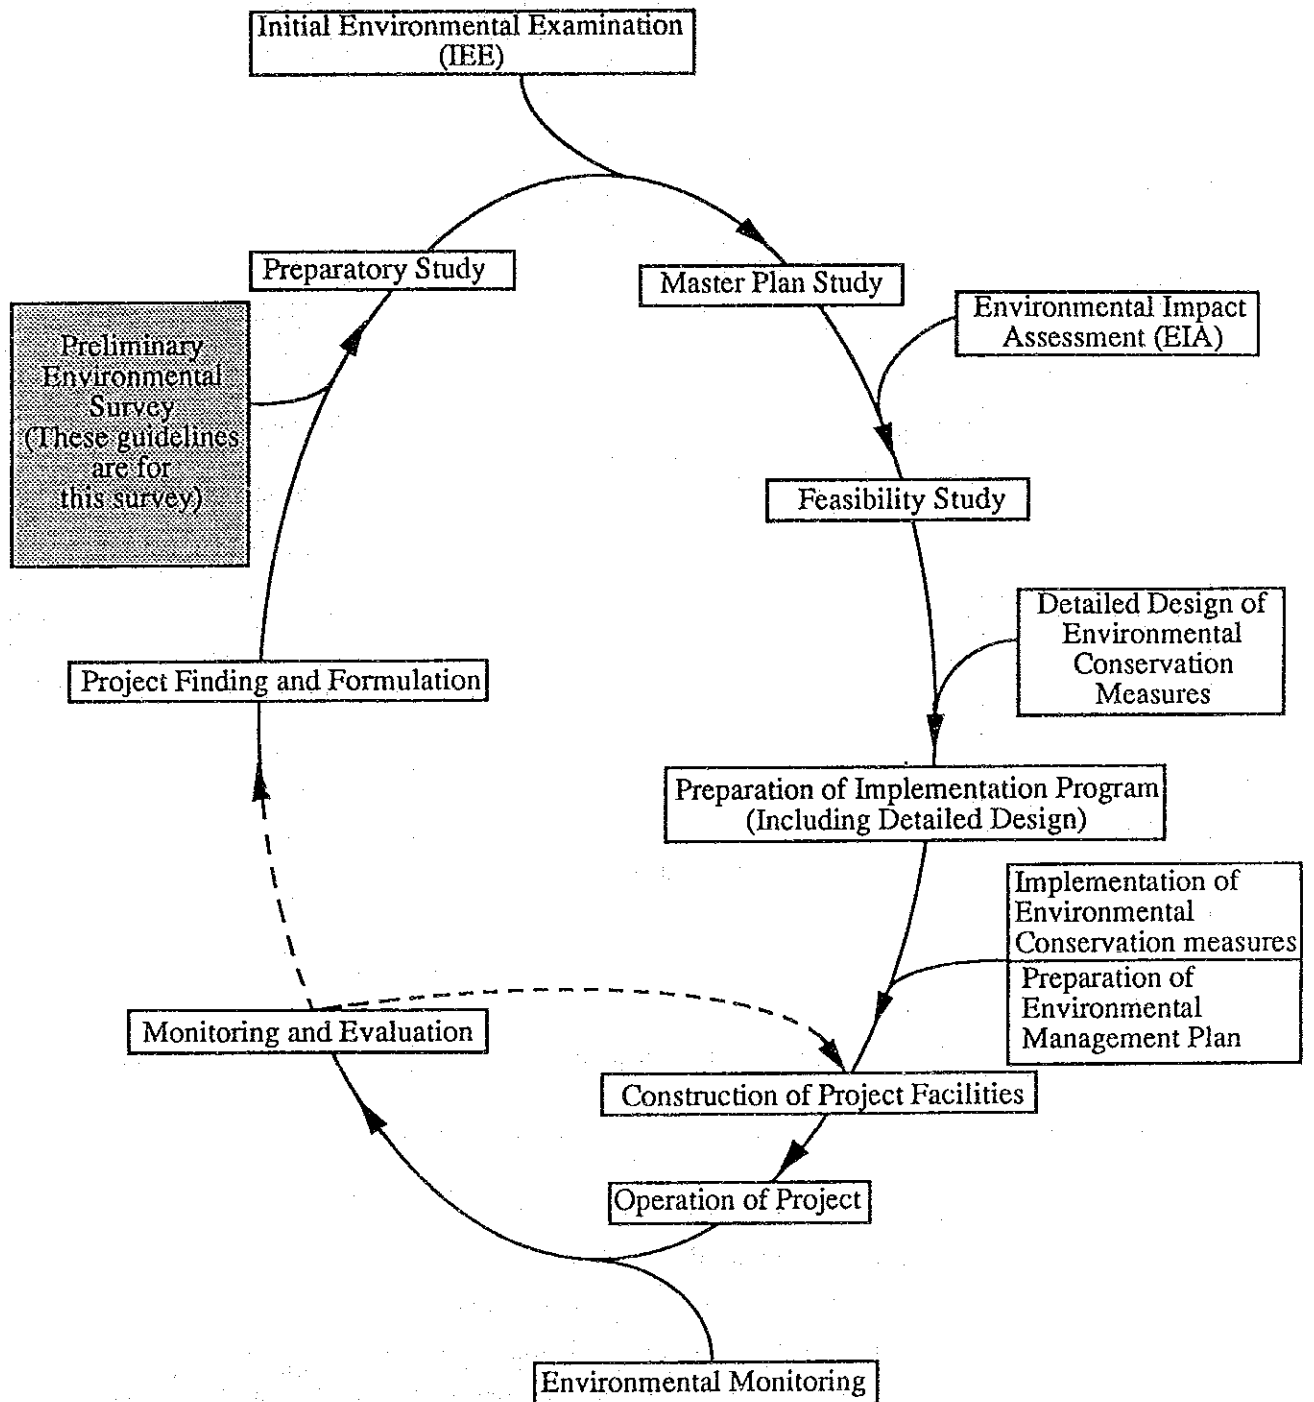 Initial Environmental Examination
(IEE)
Preparatory Study
Master Plan Study
Preliminary
Environmental
Survey
(These guidelines
are for
this survey)
Environmental Impact
Assessment (EIA)
Feasibility Study
Detailed Design of
Environmental
Conservation
Measures
Project Finding and Formulation
Preparation of Implementation Program
(Including Detailed Design)
Implementation of
Environmental
Conservation measures
Preparation of
Environmental
Management Plan
Monitoring and Evaluation
Construction of Project Facilities
Operation of Project
Environmental Monitoring